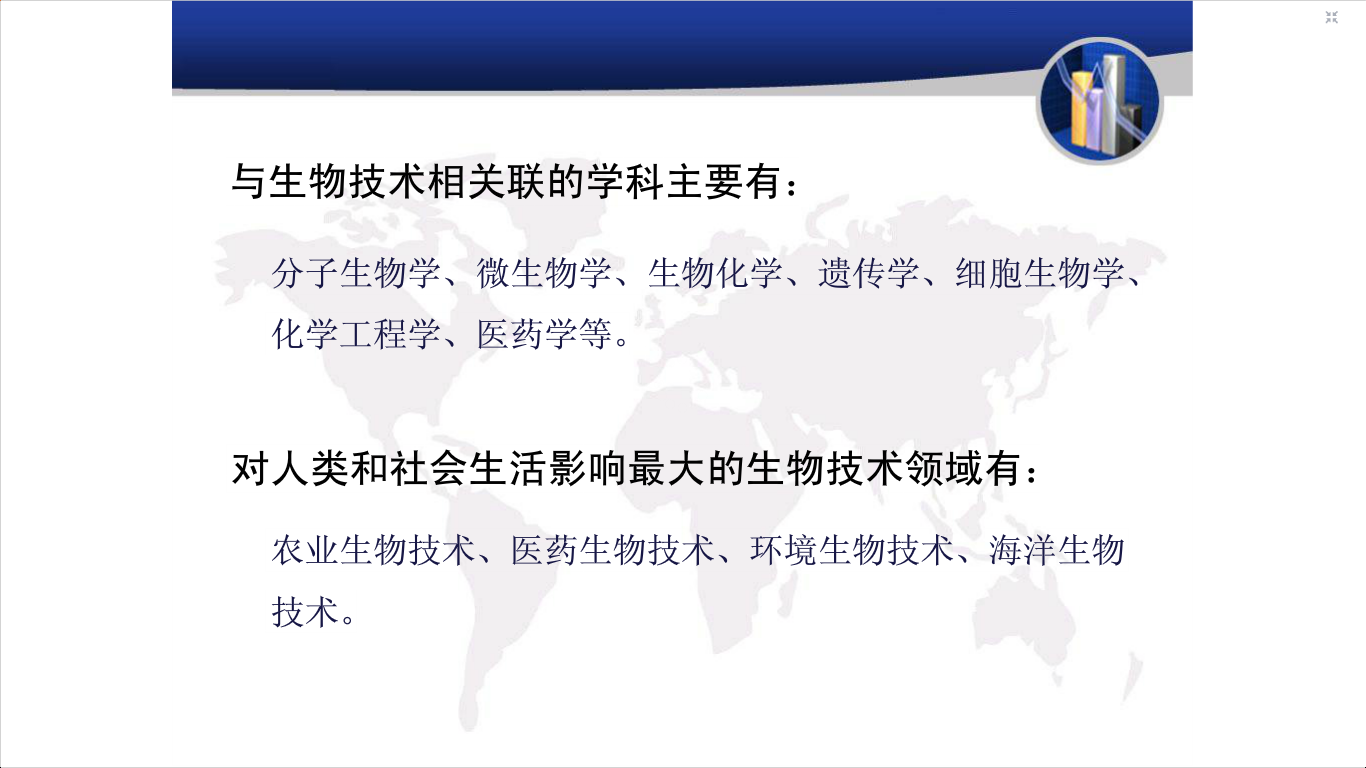 与生物技术相关联的学科主要有：
分子生物学、微生物学、生物化学、遗传学、细胞生物学、
化学工程学、医药学等。
对人类和社会生活影响最大的生物技术领域有：
农业生物技术、医药生物技术、环境生物技术、海洋生物
技术。